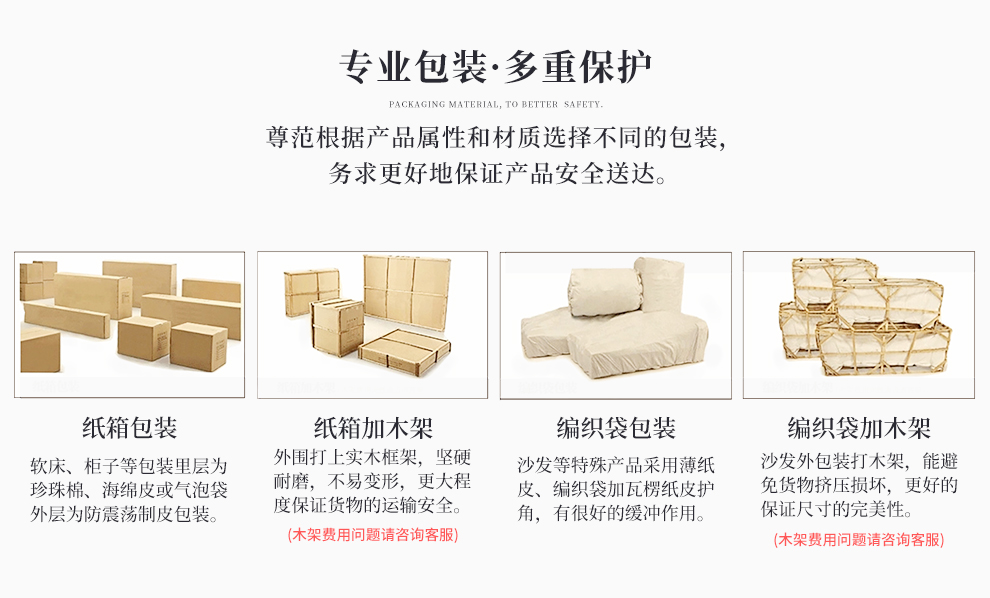 专业包装·多重保护
PACKAGING MATERIAL, TO BETTER SAFETY.
尊范根据产品属性和材质选择不同的包装，
务求更好地保证产品安全送达。
纸箱包装
软床、柜子等包装里层为
珍珠棉、海绵皮或气泡袋
外层为防震荡制皮包装。
纸箱加木架
外围打上实木框架，坚硬
耐磨，不易变形，更大程
度保证货物的运输安全。
(木架费用问题请咨询客服)
编织袋包装
沙发等特殊产品采用薄纸
皮、编织袋加瓦楞纸皮护
角，有很好的缓冲作用。
编织袋加木架
沙发外包装打木架，能避
免货物挤压损坏，更好的
保证尺寸的完美性。
(木架费用问题请咨询客服)